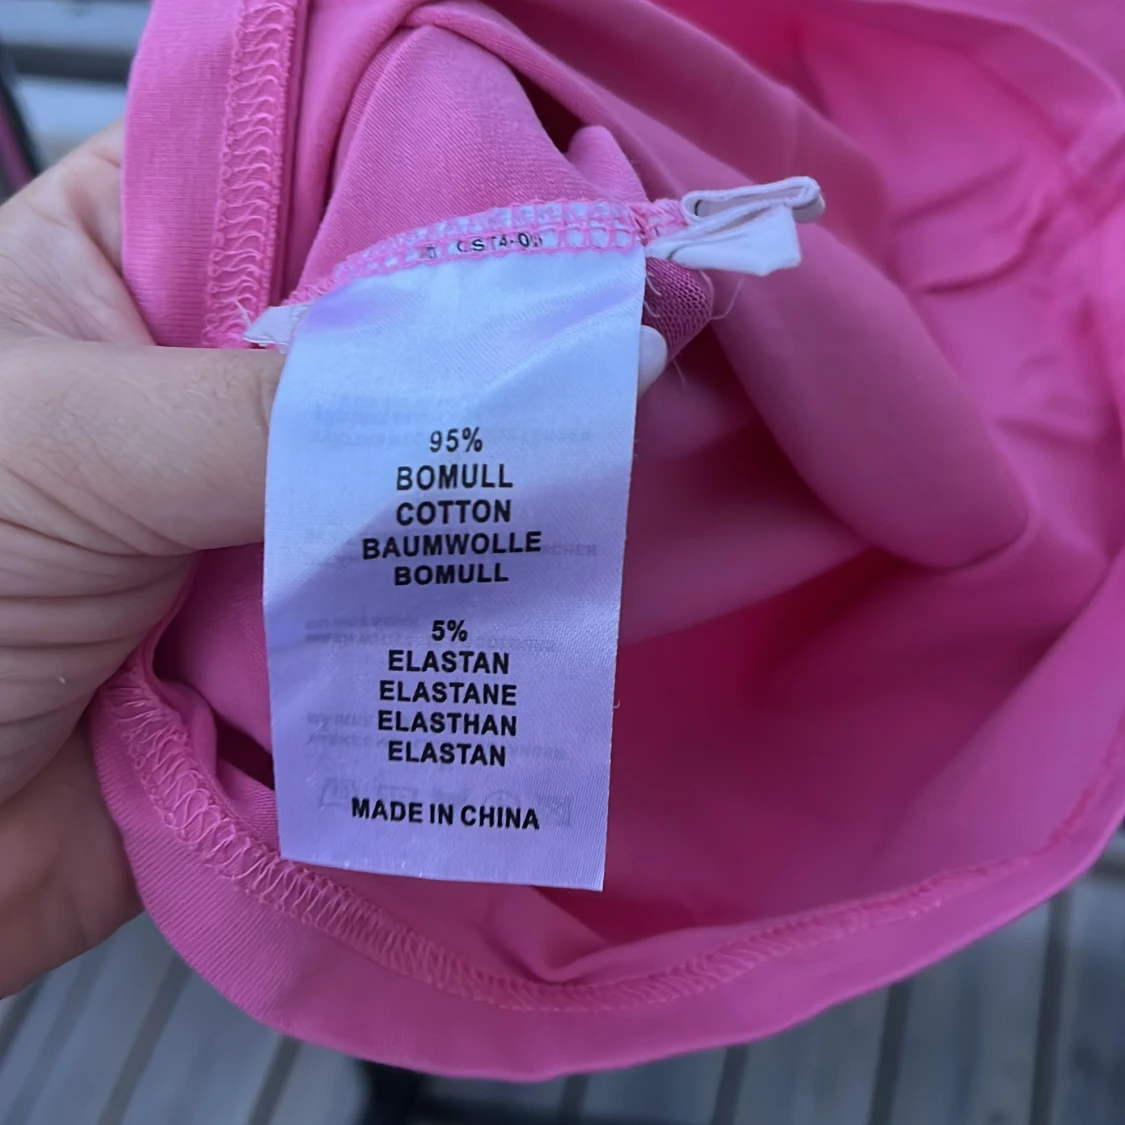 95%
BOMULL
COTTON
BAUMWOLLE
BOMULL
5%
ELASTAN
ELASTANE
ELASTHAN
ELASTAN
MADE IN CHINA